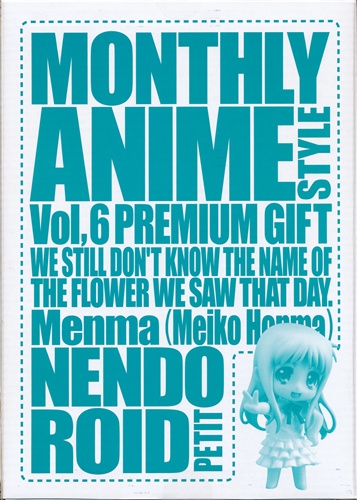 MONTHLY
ANIME STYLE
Vol,6 PREMIUM GIFT
WE STILL DON'T KNOW THE NAME OF
THE FLOWER WE SAW THAT DAY.
Menma (Meiko Honma)
NENDO
ROID PETIT